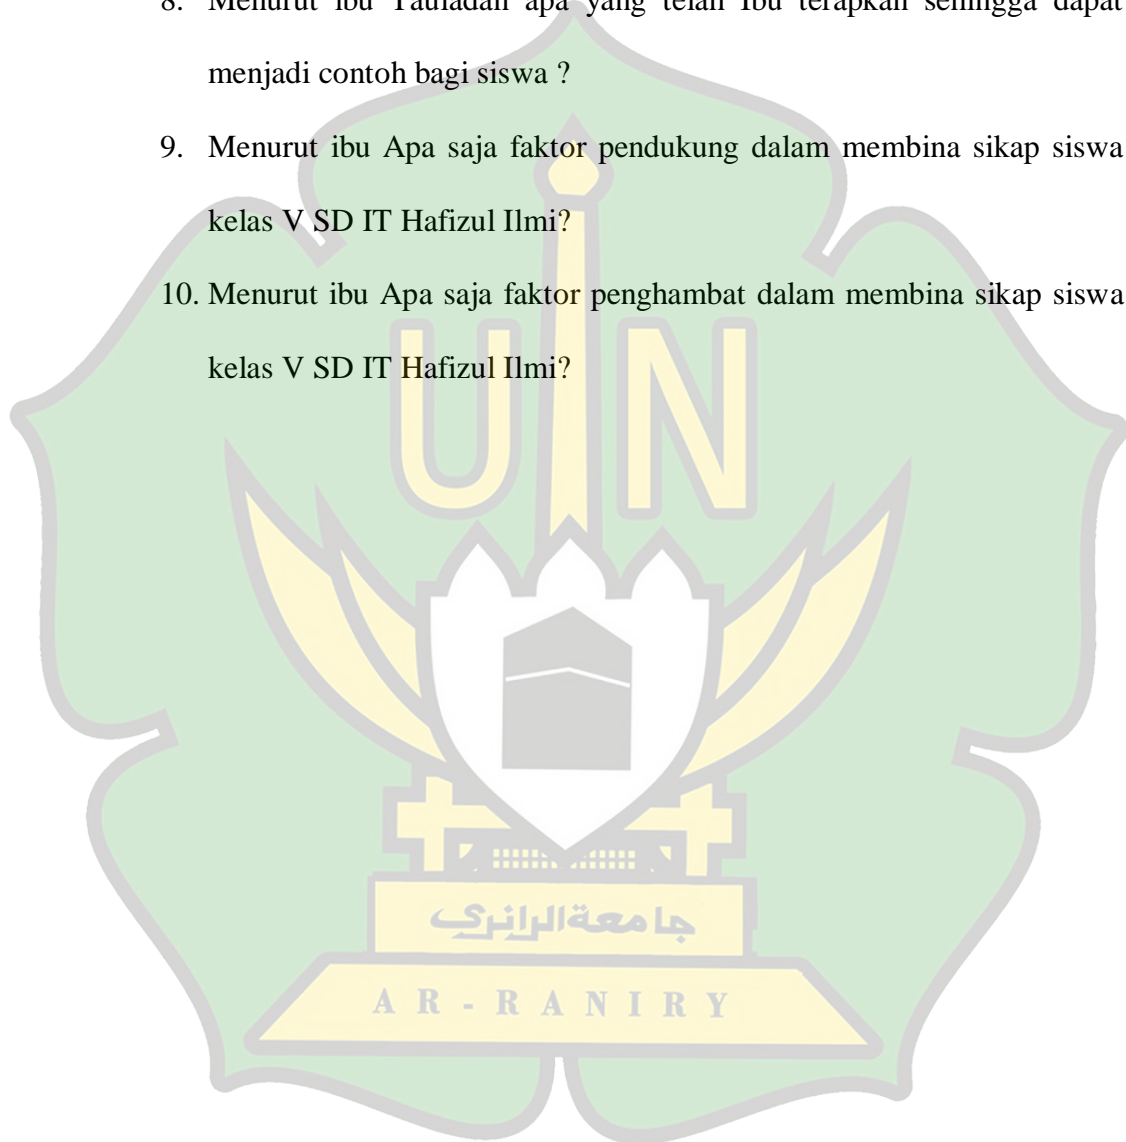 8. Menurut ibu Tauladan apa yang telah Ibu terapkan sehingga dapat
menjadi contoh bagi siswa ?
9. Menurut ibu Apa saja faktor pendukung dalam membina sikap siswa
kelas V SD IT Hafizul Ilmi?
10. Menurut ibu Apa saja faktor penghambat dalam membina sikap siswa
kelas V SD IT Hafizul Ilmi?
UIN
جامعة الرانري
AR-RANIRY